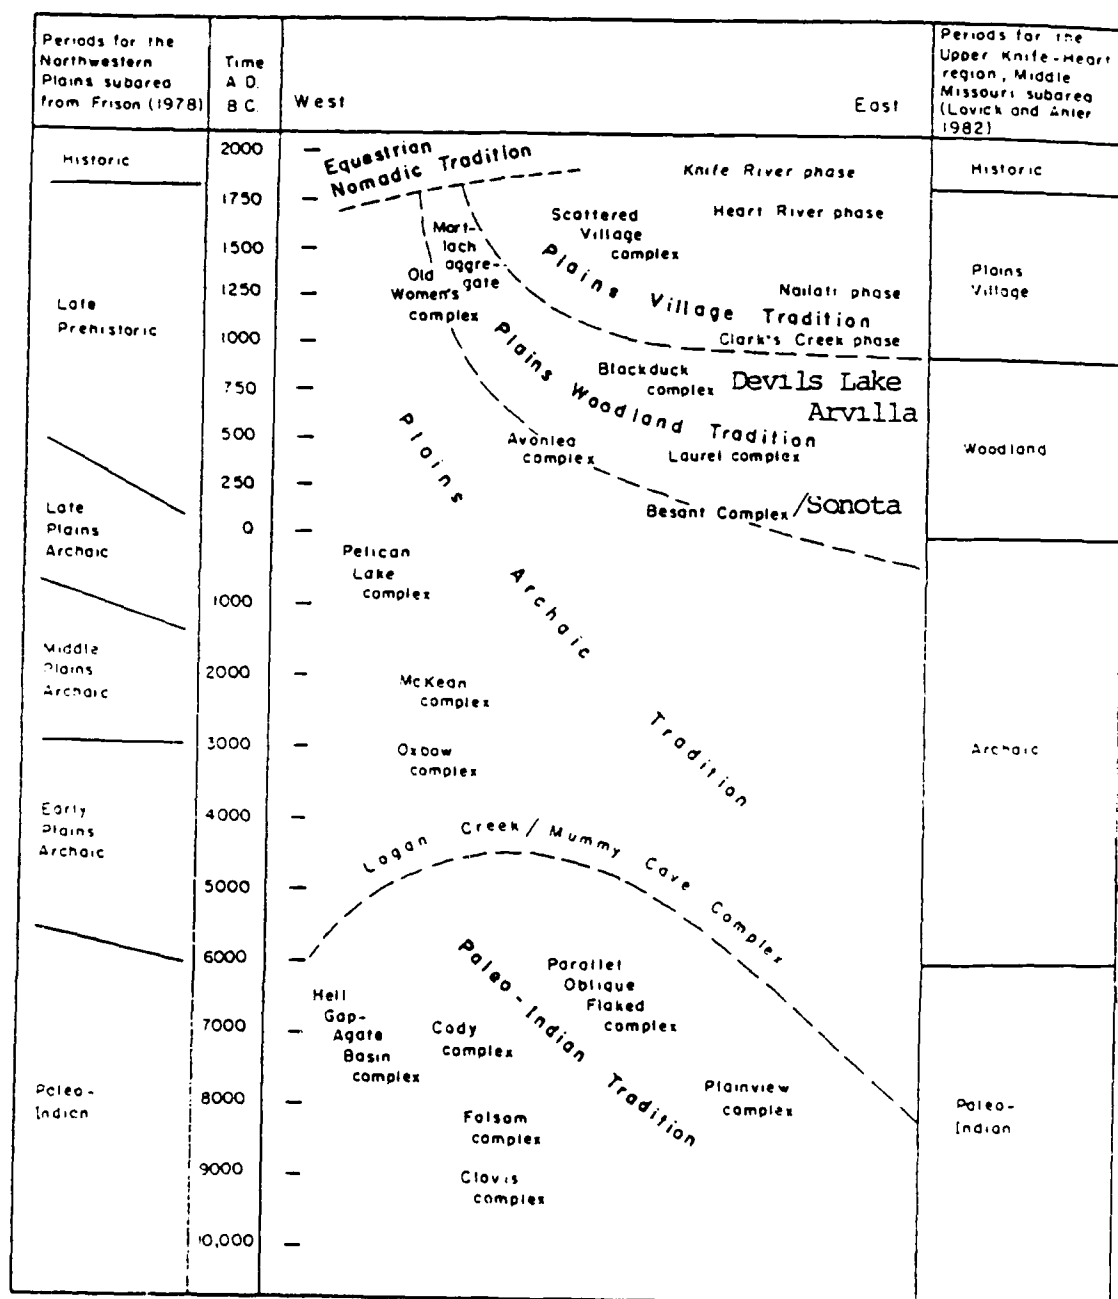 Periods for the
Northwestern
Plains subarea
from Frison (1978)
Time
A.D.
B.C.
West
East
Periods for the
Upper Knife-Heart
region, Middle
Missouri subarea
(Lovick and Ahler
1982)
Historic
Late
Prehistoric
Late
Plains
Archaic
Middle
Plains
Archaic
Early
Plains
Archaic
Paleo-
Indian
2000
1750
1500
1250
1000
750
500
250
0
1000
2000
3000
4000
5000
6000
7000
8000
9000
10,000
Equestrian
Nomadic Tradition
Knife River phase
Heart River phase
Scattered
Village
complex
Mort-
lach
aggre-
gate
Old
Women's
complex
Plains Village Tradition
Nailati phase
Clark's Creek phase
Plains Woodland Tradition
Blackduck
complex
Devils Lake
Arvilla
Avonlea
complex
Laurel complex
Besant Complex/Sonota
Plains Archaic Tradition
Pelican
Lake
complex
McKean
complex
Oxbow
complex
Logan Creek/Mummy Cave Complex
Paleo-Indian Tradition
Parallel
Oblique
Flaked
complex
Hell
Gap-
Agate
Basin
complex
Cody
complex
Plainview
complex
Folsom
complex
Clovis
complex
Historic
Plains
Village
Woodland
Archaic
Paleo-
Indian